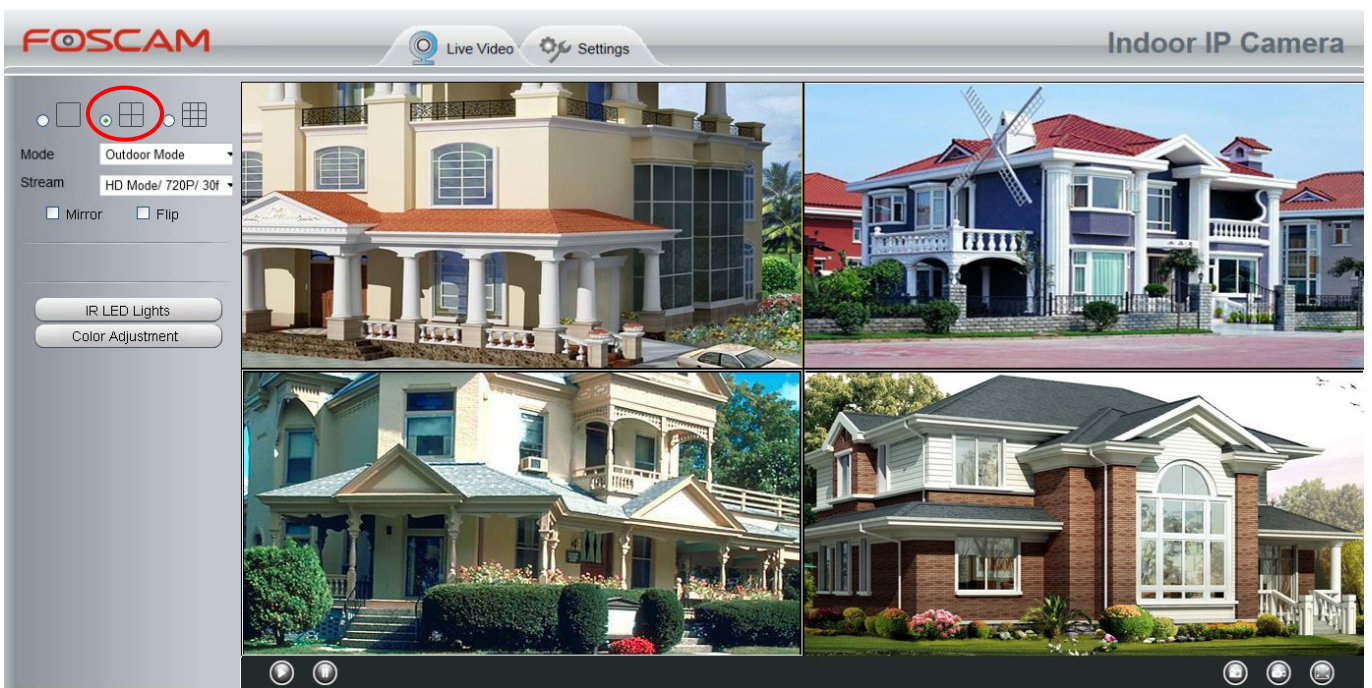 FOSCAM
Live Video
Settings
Indoor IP Camera
Mode
Outdoor Mode
Stream
HD Mode/ 720P/ 30f
Mirror
Flip
IR LED Lights
Color Adjustment